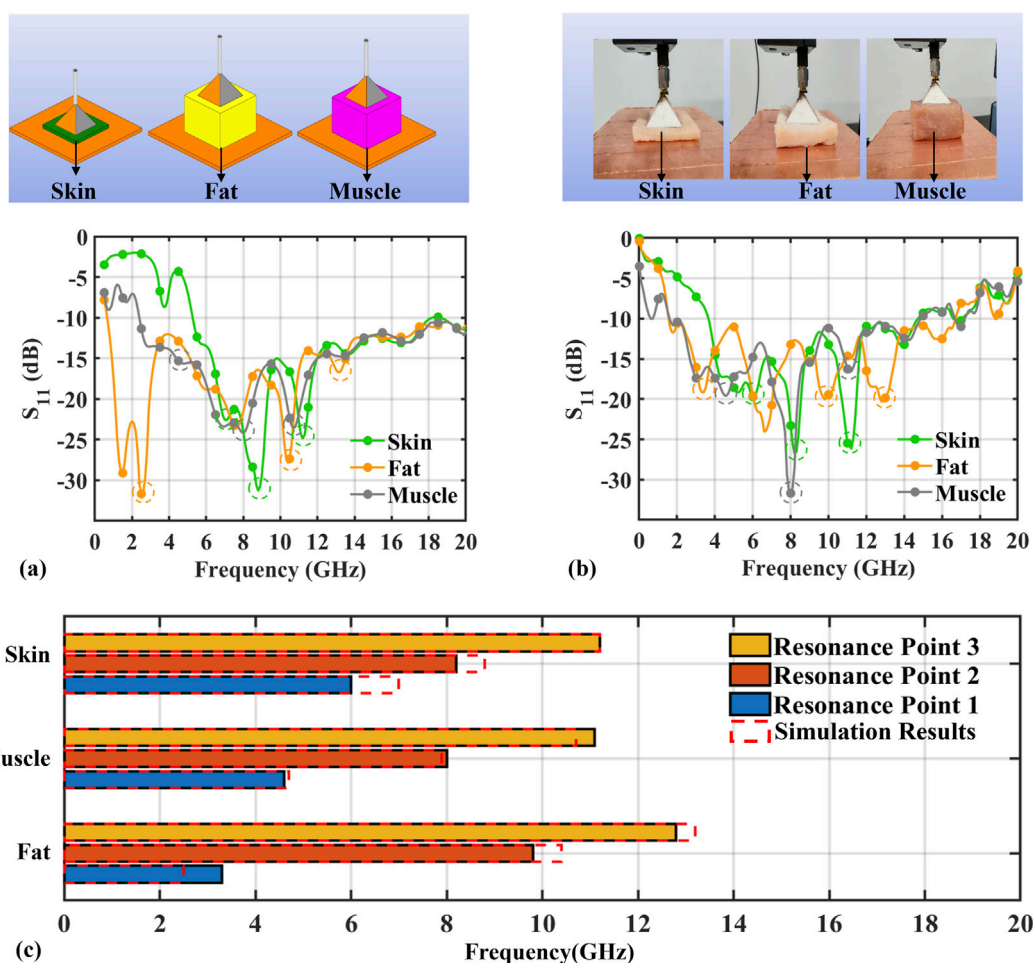 Skin Fat Muscle
Skin Fat Muscle
0
-5
-10
-15
-20
-25
-30
S11 (dB)
Skin
Fat
Muscle
0 2 4 6 8 10 12 14 16 18 20
(a) Frequency (GHz)
0
-5
-10
-15
-20
-25
-30
S11 (dB)
Skin
Fat
Muscle
0 2 4 6 8 10 12 14 16 18 20
(b) Frequency (GHz)
Skin
uscle
Fat
Resonance Point 3
Resonance Point 2
Resonance Point 1
Simulation Results
0 2 4 6 8 10 12 14 16 18 20
(c) Frequency(GHz)